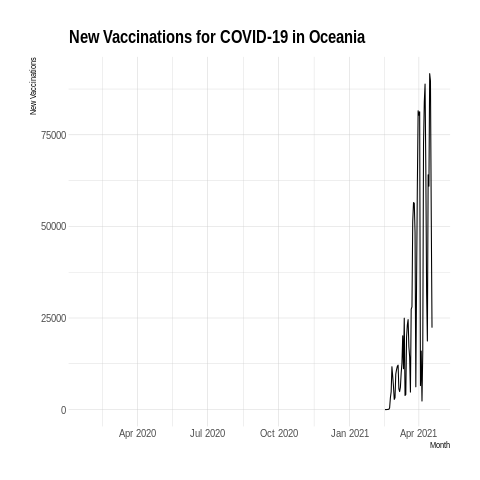 New Vaccinations for COVID-19 in Oceania
New Vaccinations
75000
50000
25000
0
Apr 2020 Jul 2020 Oct 2020 Jan 2021 Apr 2021
Month